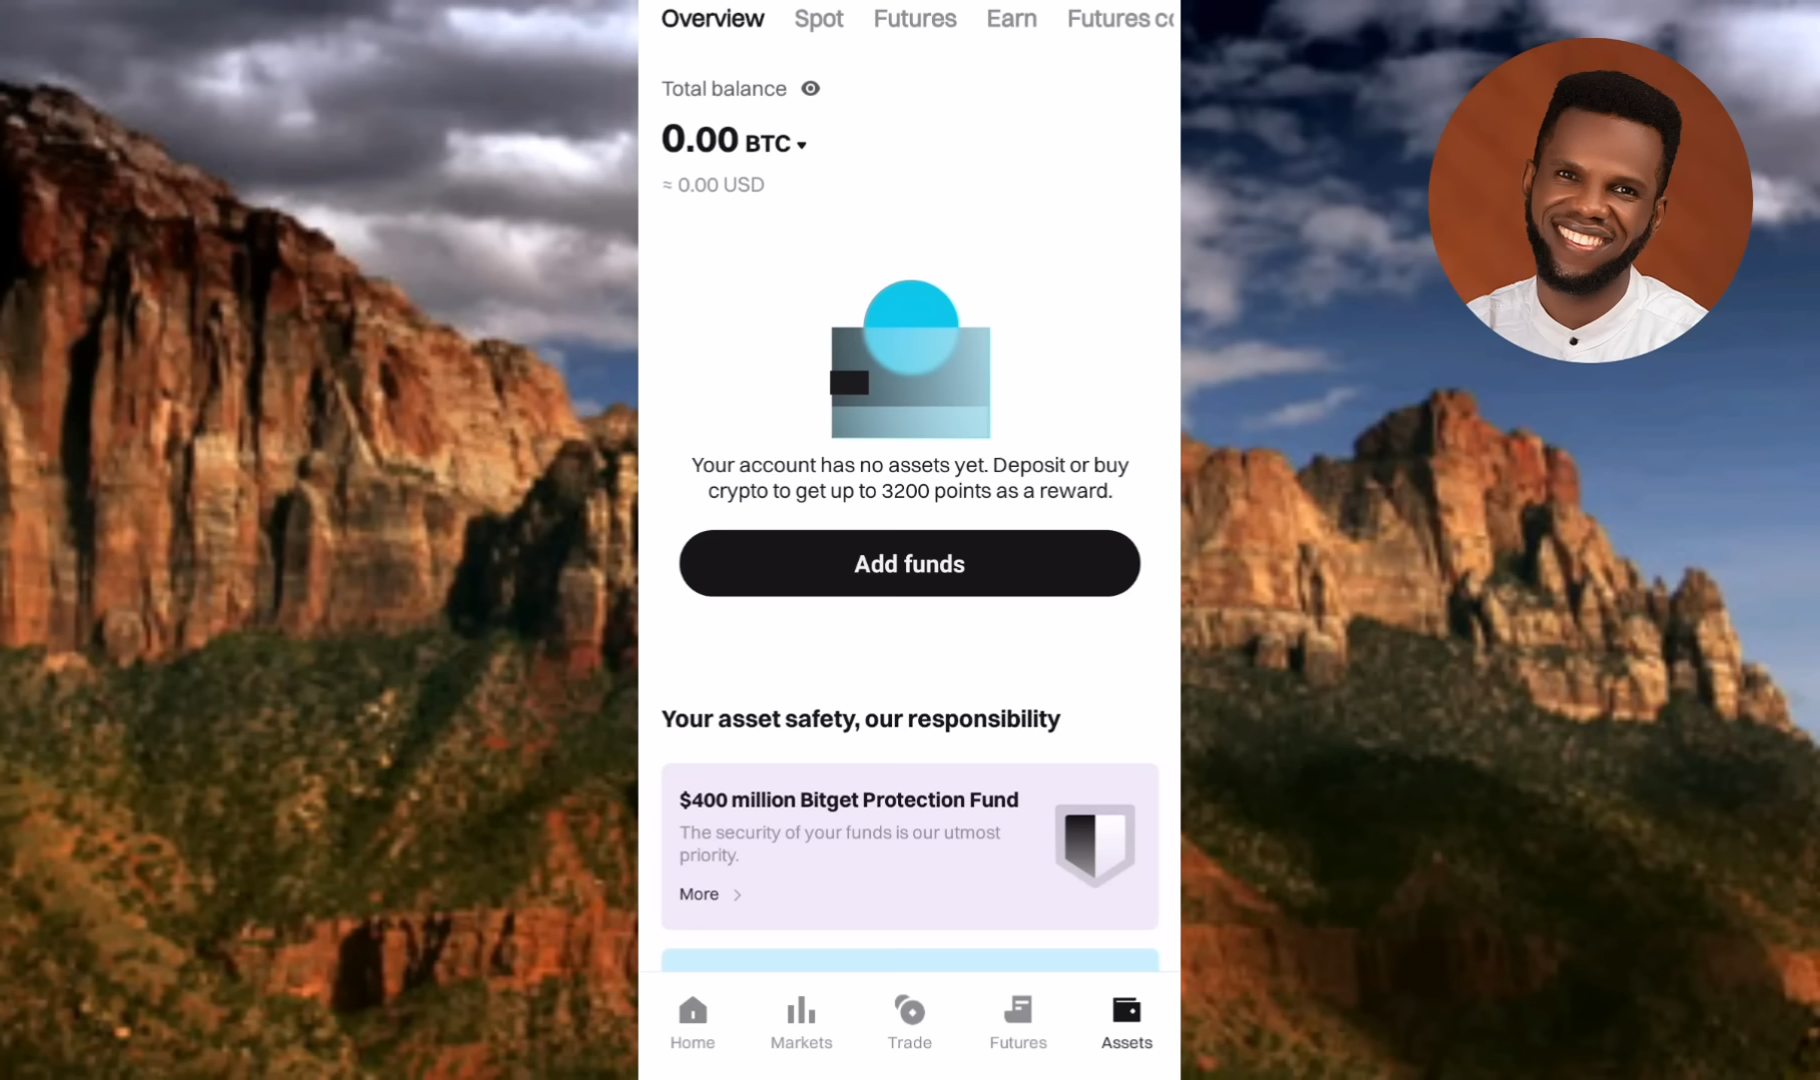 Overview Spot Futures Earn Futures co
Total balance
0.00 BTC
≈ 0.00 USD
Your account has no assets yet. Deposit or buy
crypto to get up to 3200 points as a reward.
Add funds
Your asset safety, our responsibility
$400 million Bitget Protection Fund
The security of your funds is our utmost
priority.
More
Home Markets Trade Futures Assets